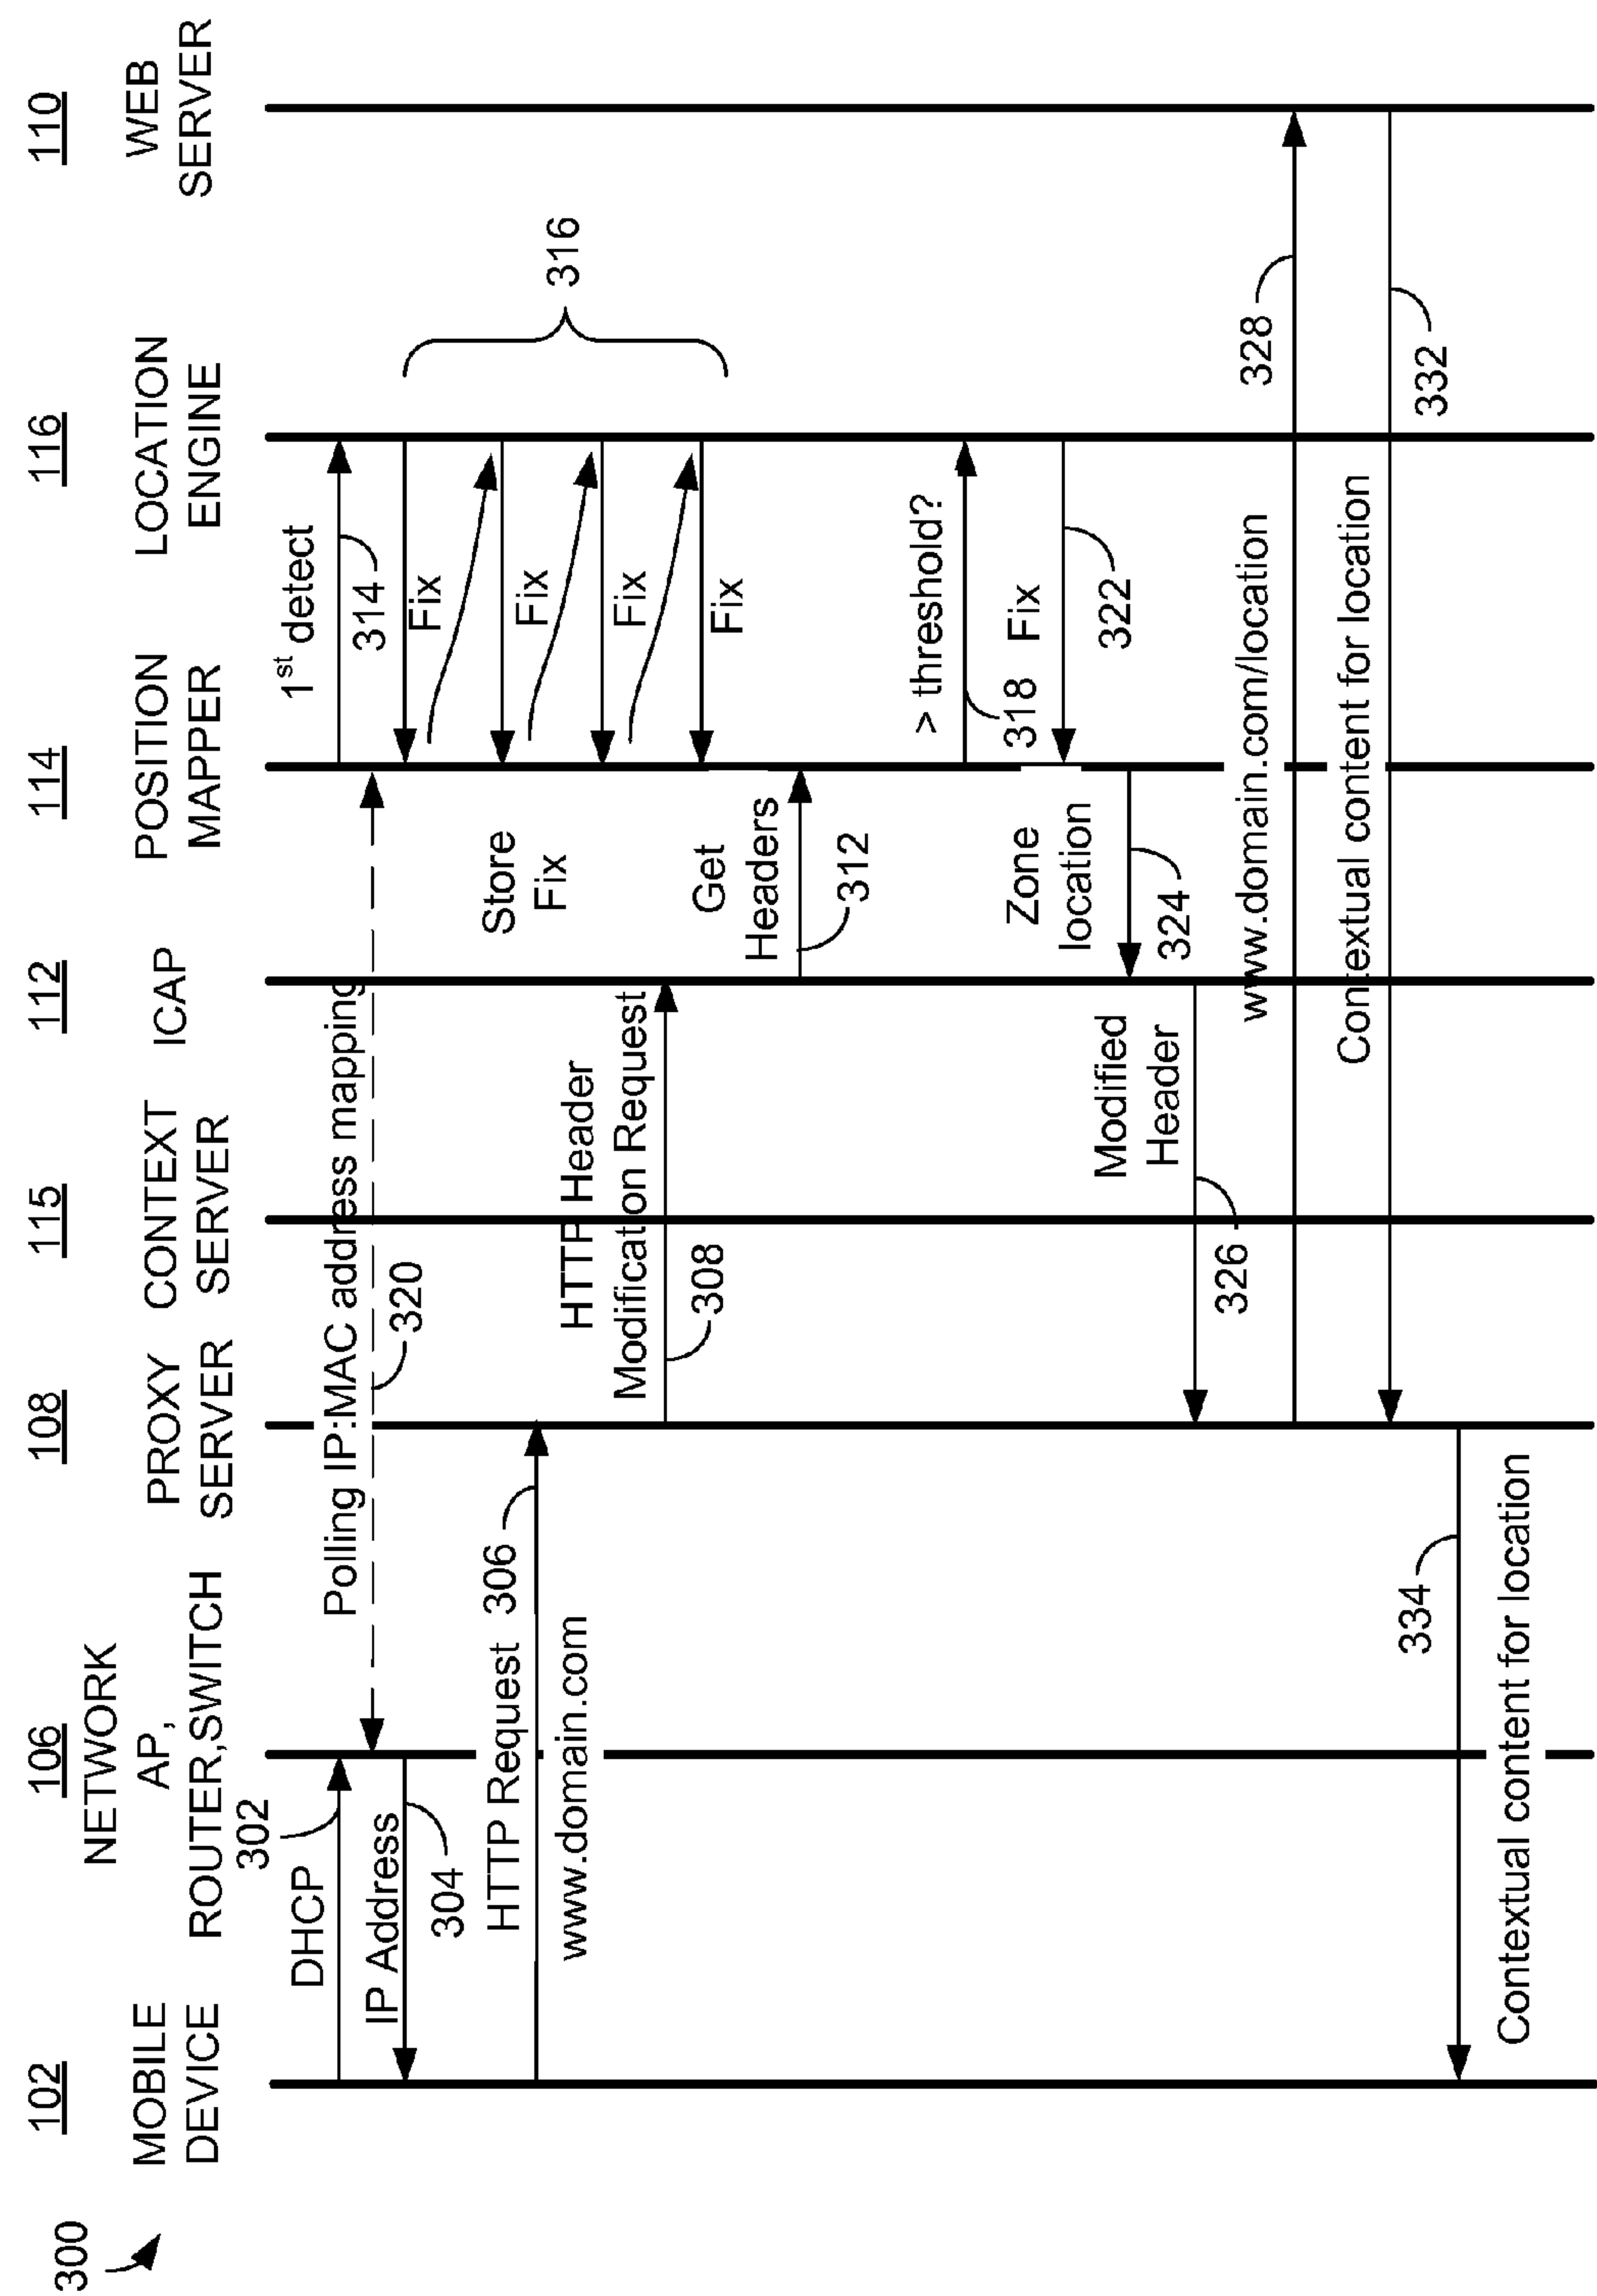 300
102
MOBILE
DEVICE
106
NETWORK
AP,
ROUTER,SWITCH
108
PROXY
SERVER
115
CONTEXT
SERVER
112
ICAP
114
POSITION
MAPPER
116
LOCATION
ENGINE
110
WEB
SERVER
302
DHCP
IP Address
304
Polling IP:MAC address mapping
320
1st detect
314
Fix
Fix
Fix
Fix
316
Store
Fix
HTTP Request 306
www.domain.com
HTTP Header
Modification Request
308
Get
Headers
312
> threshold?
318
Fix
322
Zone
location
324
Modified
Header
326
www.domain.com/location
328
Contextual content for location
332
334
Contextual content for location